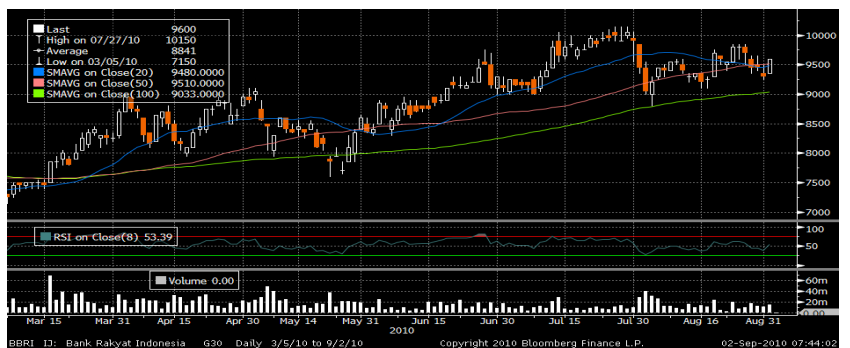 Last 9600
High on 07/27/10 10150
Average 8841
Low on 03/05/10 7150
SMAVG on Close(20) 9480.0000
SMAVG on Close(50) 9510.0000
SMAVG on Close(100) 9033.0000
10000
9500
9000
8500
8000
7500
7000
RSI on Close(8) 53.39
100
50
Volume 0.00
60m
40m
20m
0.00
Mar 15 Mar 31 Apr 15 Apr 30 May 14 May 31 Jun 15 Jun 30 Jul 15 Jul 30 Aug 16 Aug 31
2010
BBRI IJ: Bank Rakyat Indonesia G30 Daily 3/5/10 to 9/2/10 Copyright 2010 Bloomberg Finance L.P. 02-Sep-2010 07:44:02